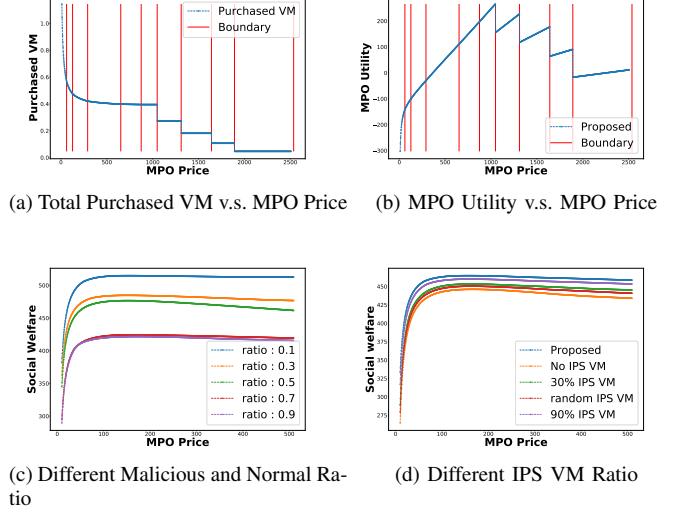 1.0
0.8
0.6
0.4
0.2
0.0
Purchased VM
Purchased VM
Boundary
0 500 1000 1500 2000 2500
MPO Price
(a) Total Purchased VM v.s. MPO Price
200
100
0
−100
−200
−300
MPO Utility
Proposed
Boundary
0 500 1000 1500 2000 2500
MPO Price
(b) MPO Utility v.s. MPO Price
500
450
400
350
300
Social Welfare
ratio : 0.1
ratio : 0.3
ratio : 0.5
ratio : 0.7
ratio : 0.9
0 100 200 300 400 500
MPO Price
(c) Different Malicious and Normal Ra-
tio
450
425
400
375
350
325
300
275
Social welfare
Proposed
No IPS VM
30% IPS VM
random IPS VM
90% IPS VM
0 100 200 300 400 500
MPO Price
(d) Different IPS VM Ratio